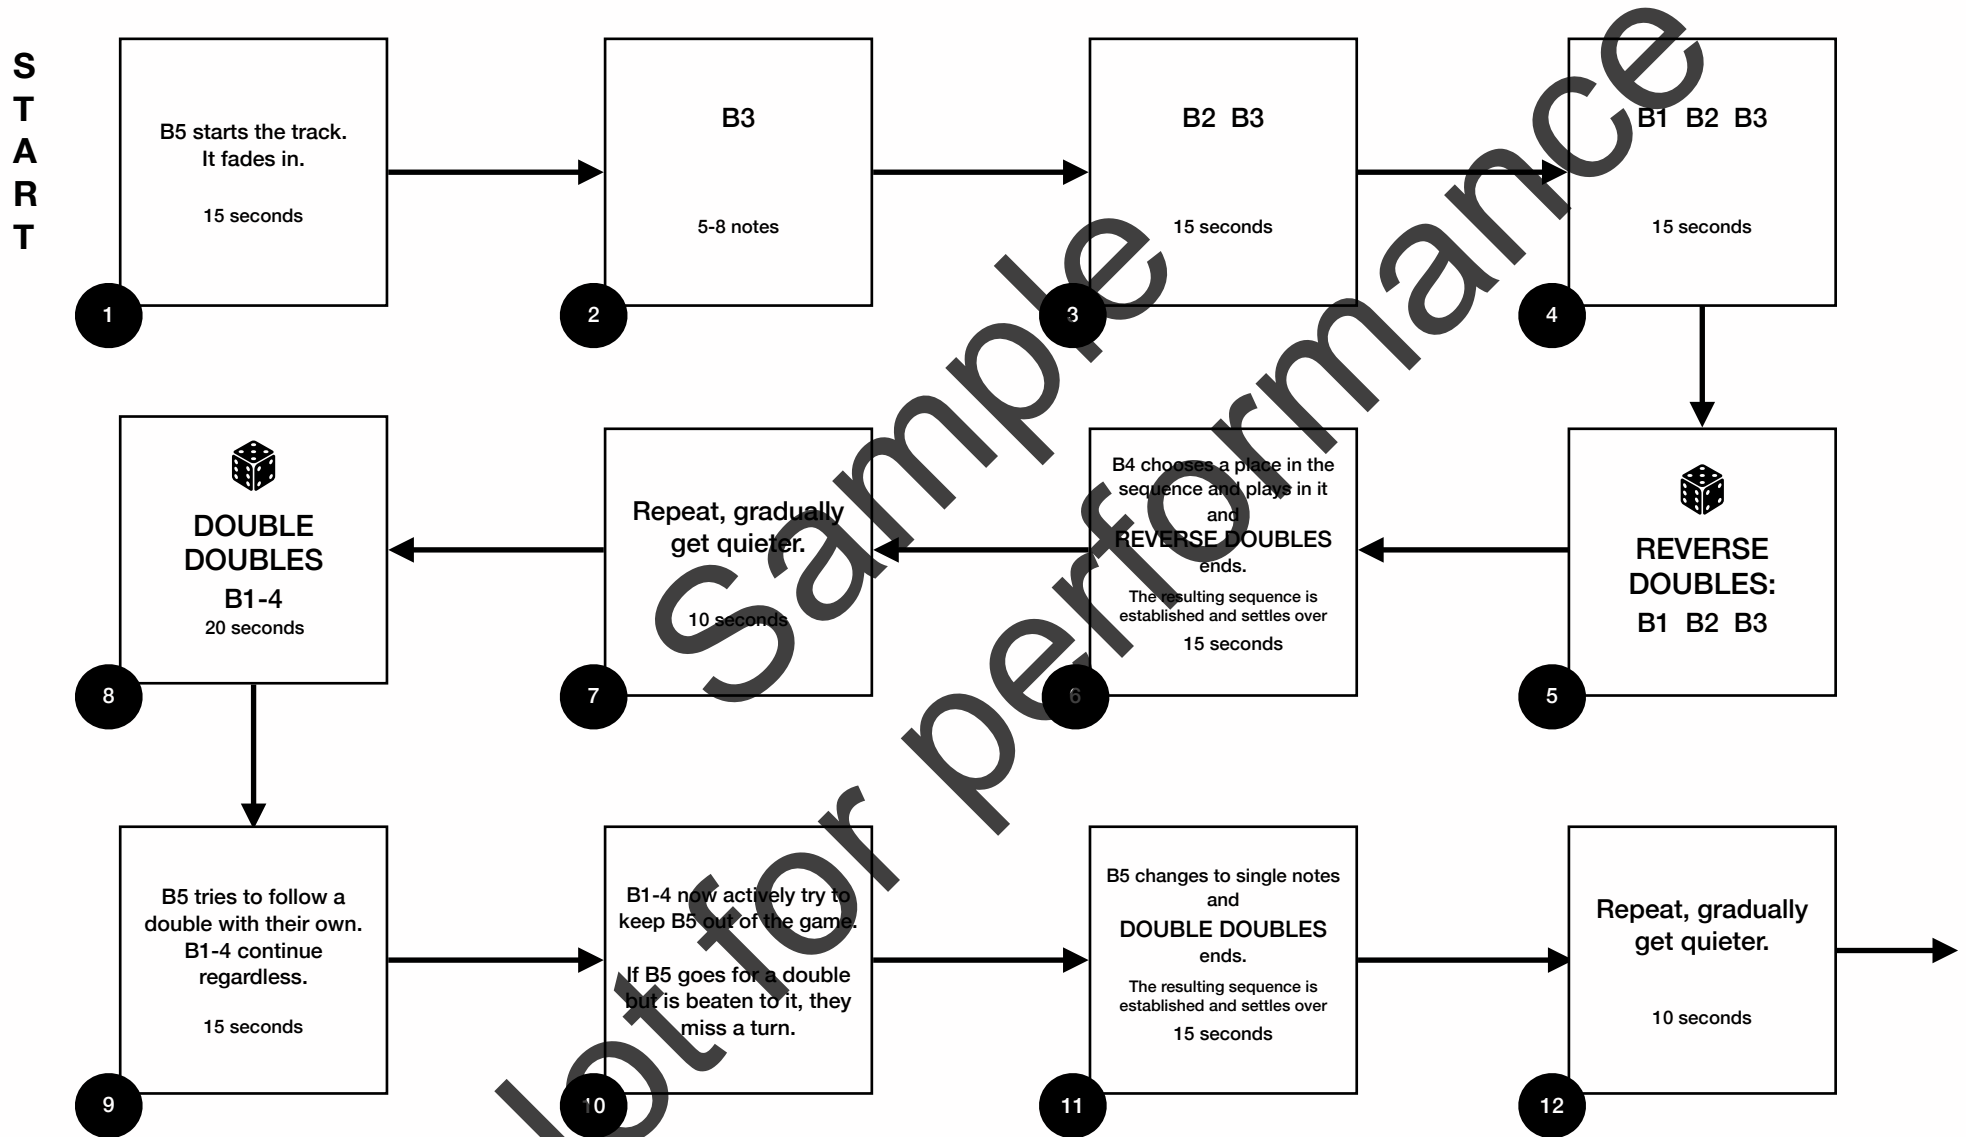 START
B5 starts the track.
It fades in.
15 seconds
1
B3
5-8 notes
2
B2 B3
15 seconds
3
B1 B2 B3
15 seconds
4
REVERSE
DOUBLES:
B1 B2 B3
5
B4 chooses a place in the
sequence and plays in it
and
REVERSE DOUBLES
ends.
The resulting sequence is
established and settles over
15 seconds
6
Repeat, gradually
get quieter.
10 seconds
7
DOUBLE
DOUBLES
B1-4
20 seconds
8
B5 tries to follow a
double with their own.
B1-4 continue
regardless.
15 seconds
9
B1-4 now actively try to
keep B5 out of the game.
If B5 goes for a double
but is beaten to it, they
miss a turn.
10
B5 changes to single notes
and
DOUBLE DOUBLES
ends.
The resulting sequence is
established and settles over
15 seconds
11
Repeat, gradually
get quieter.
10 seconds
12
Sample
for performance